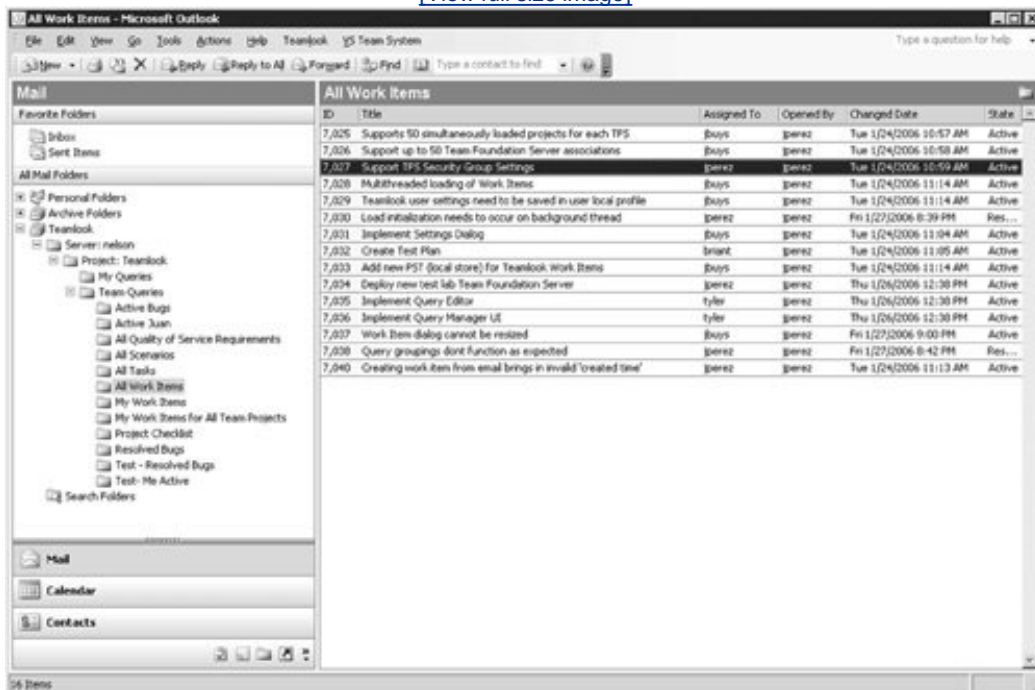 [View full size image]
All Work Items - Microsoft Outlook
File Edit View Go Tools Actions Help Teamlook VS Team System Type a question for help
New Reply Reply to All Forward Find Type a contact to find
Mail
Favorite Folders
Inbox
Sent Items
All Mail Folders
Personal Folders
Archive Folders
Teamlook
Server: nelson
Project: Teamlook
My Queries
Team Queries
Active Bugs
Active Juan
All Quality of Service Requirements
All Scenarios
All Tasks
All Work Items
My Work Items
My Work Items for All Team Projects
Project Checklist
Resolved Bugs
Test - Resolved Bugs
Test- Me Active
Search Folders
Mail
Calendar
Contacts
All Work Items
ID Title Assigned To Opened By Changed Date State
7,025 Supports 50 simultaneously loaded projects for each TFS jbuys jperez Tue 1/24/2006 10:57 AM Active
7,026 Support up to 50 Team Foundation Server associations jbuys jperez Tue 1/24/2006 10:58 AM Active
7,027 Support TFS Security Group Settings jperez jperez Tue 1/24/2006 10:59 AM Active
7,028 Multithreaded loading of Work Items jbuys jperez Tue 1/24/2006 11:14 AM Active
7,029 Teamlook user settings need to be saved in user local profile jbuys jperez Tue 1/24/2006 11:14 AM Active
7,030 Load initialization needs to occur on background thread jperez jperez Fri 1/27/2006 8:39 PM Res...
7,031 Implement Settings Dialog jbuys jperez Tue 1/24/2006 11:04 AM Active
7,032 Create Test Plan briant jperez Tue 1/24/2006 11:05 AM Active
7,033 Add new PST (local store) for Teamlook Work Items jbuys jperez Tue 1/24/2006 11:14 AM Active
7,034 Deploy new test lab Team Foundation Server jperez jperez Thu 1/26/2006 12:38 PM Active
7,035 Implement Query Editor tyler jperez Thu 1/26/2006 12:38 PM Active
7,036 Implement Query Manager UI tyler jperez Thu 1/26/2006 12:38 PM Active
7,037 Work Item dialog cannot be resized jbuys jperez Fri 1/27/2006 9:00 PM Active
7,038 Query groupings dont function as expected jperez jperez Fri 1/27/2006 8:42 PM Res...
7,040 Creating work item from email brings in invalid 'created time' jperez jperez Tue 1/24/2006 11:13 AM Active
16 Items